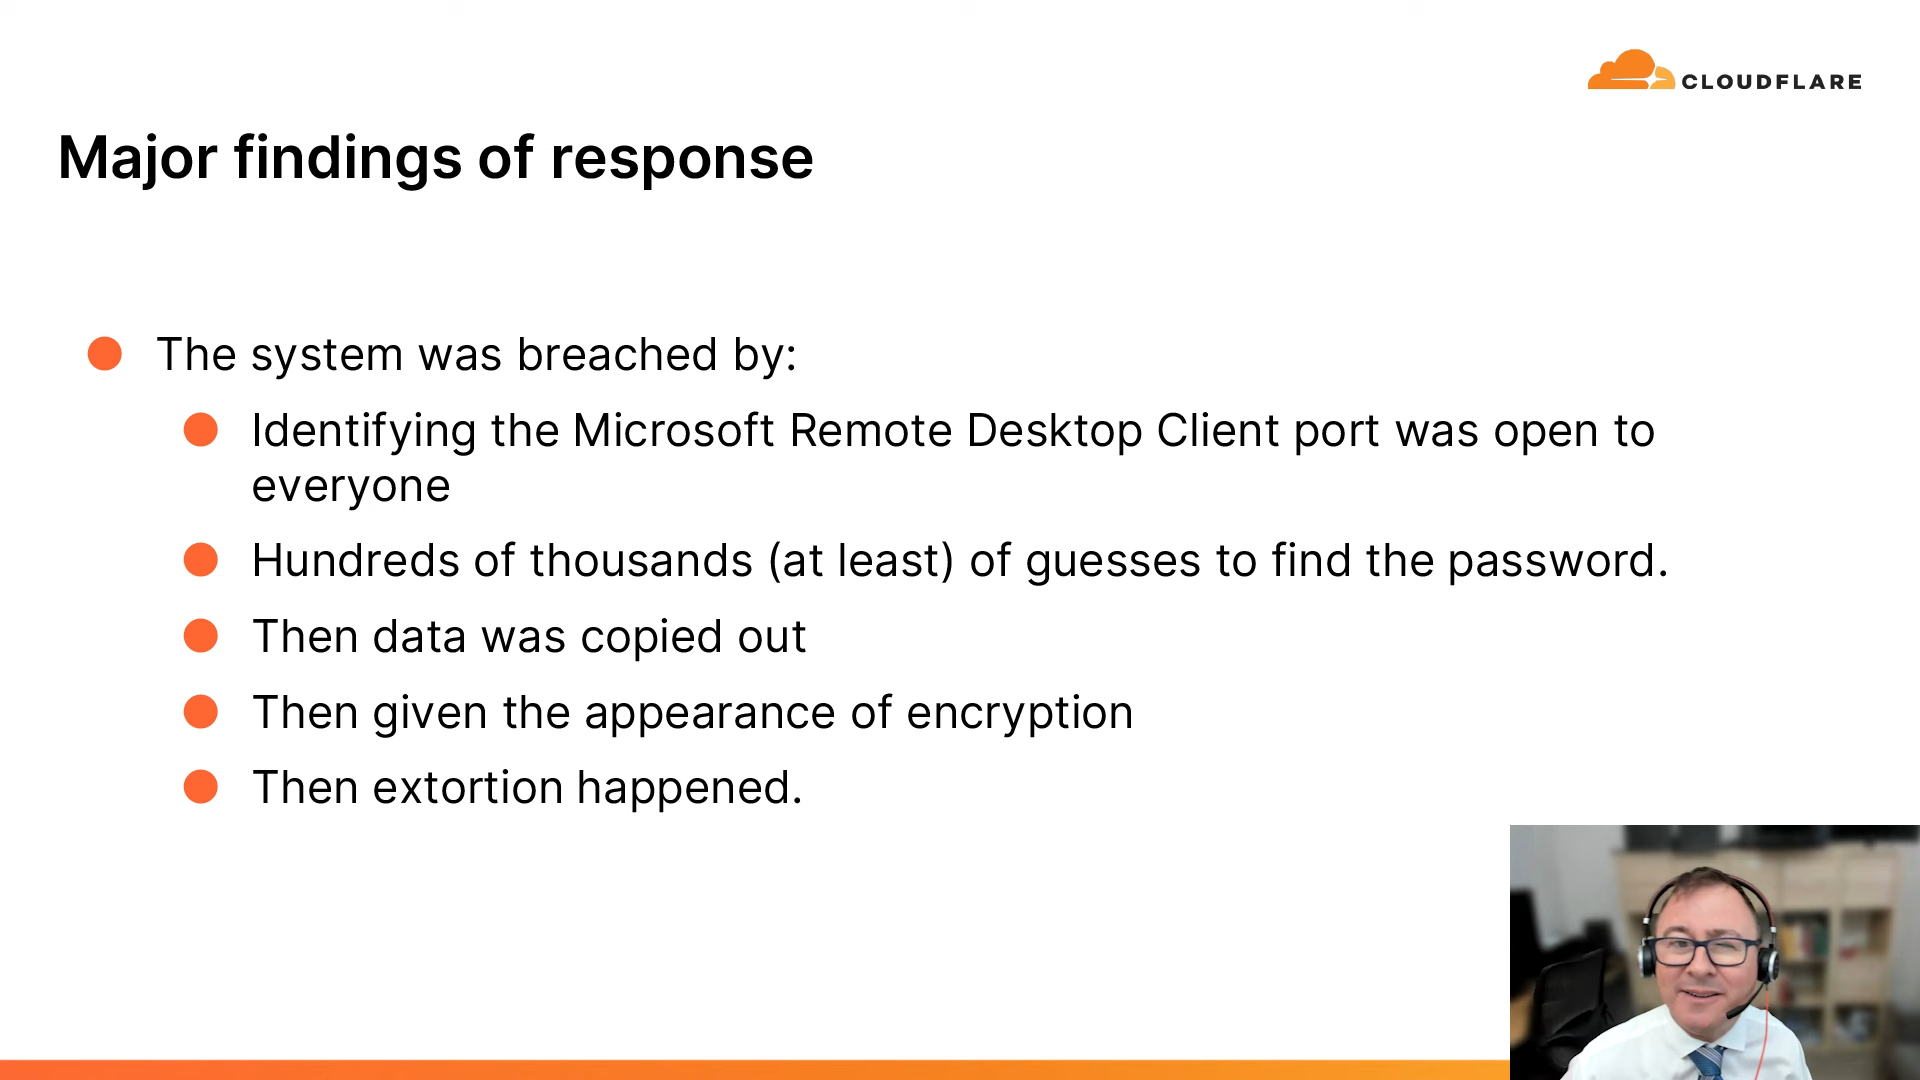 CLOUDFLARE
Major findings of response
The system was breached by:
Identifying the Microsoft Remote Desktop Client port was open to
everyone
Hundreds of thousands (at least) of guesses to find the password.
Then data was copied out
Then given the appearance of encryption
Then extortion happened.